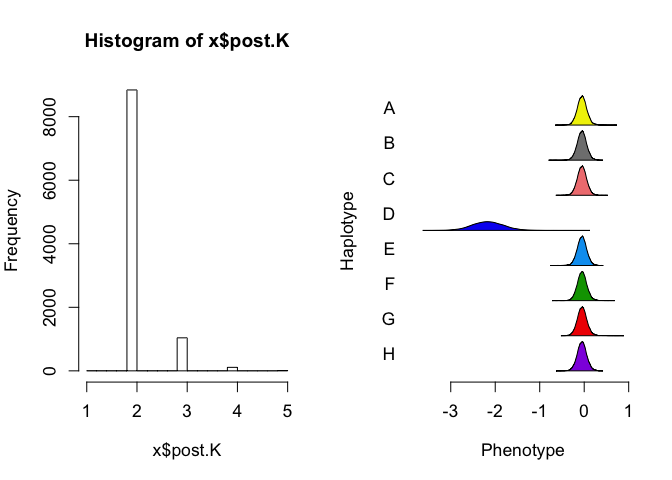 Histogram of x$post.K
Frequency
0
2000
4000
6000
8000
1 2 3 4 5
x$post.K
Haplotype
A
B
C
D
E
F
G
H
-3 -2 -1 0 1
Phenotype